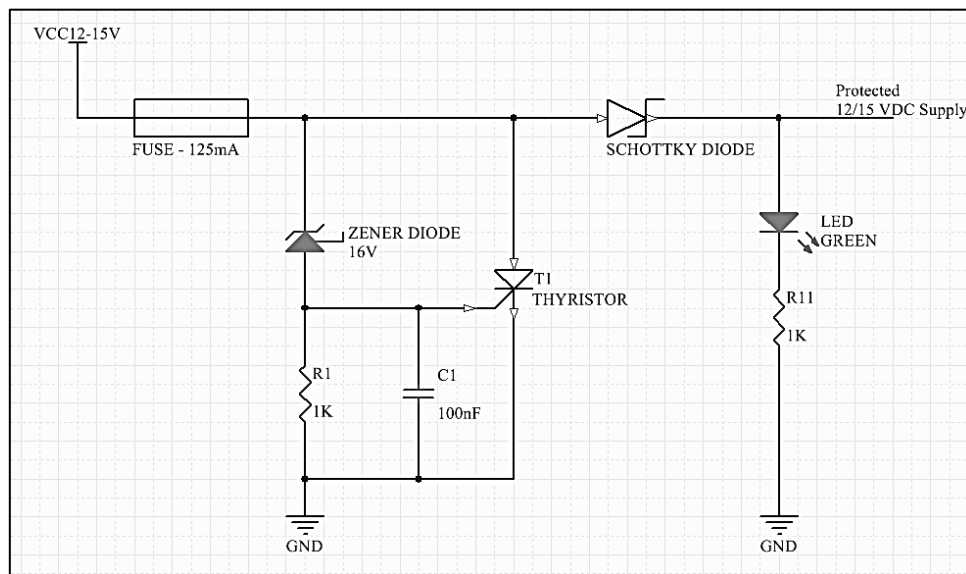 VCC12-15V
FUSE - 125mA
SCHOTTKY DIODE
Protected
12/15 VDC Supply
ZENER DIODE
16V
T1
THYRISTOR
LED
GREEN
R11
1K
R1
1K
C1
100nF
GND
GND